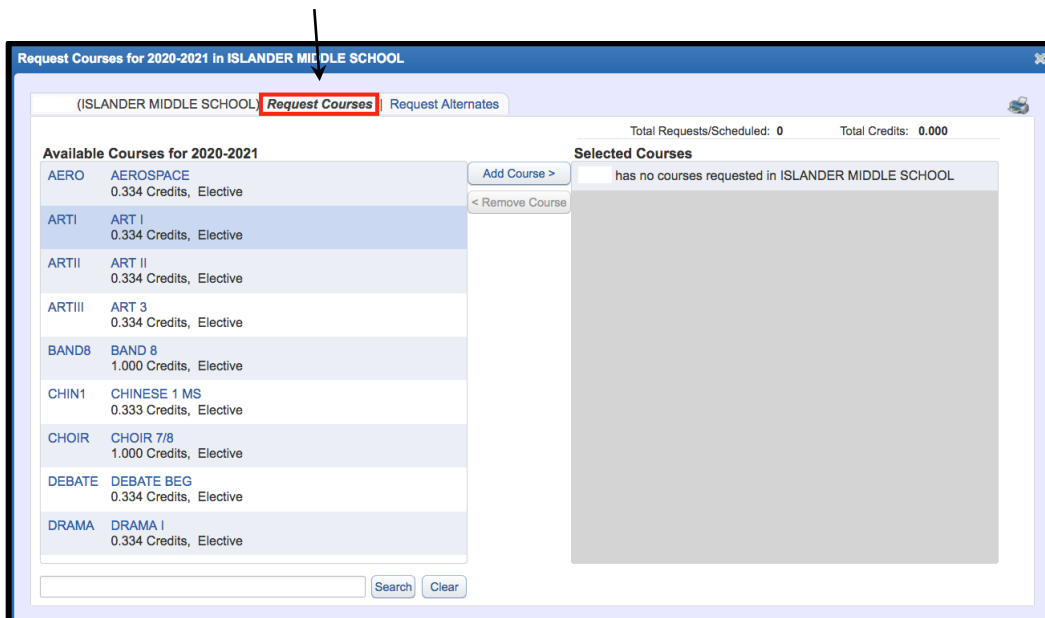 Request Courses for 2020-2021 in ISLANDER MIDDLE SCHOOL
(ISLANDER MIDDLE SCHOOL) Request Courses | Request Alternates
Total Requests/Scheduled: 0 Total Credits: 0.000
Available Courses for 2020-2021
Selected Courses
AERO AEROSPACE
0.334 Credits, Elective
ARTI ART I
0.334 Credits, Elective
ARTII ART II
0.334 Credits, Elective
ARTIII ART 3
0.334 Credits, Elective
BAND8 BAND 8
1.000 Credits, Elective
CHIN1 CHINESE 1 MS
0.333 Credits, Elective
CHOIR CHOIR 7/8
1.000 Credits, Elective
DEBATE DEBATE BEG
0.334 Credits, Elective
DRAMA DRAMA I
0.334 Credits, Elective
Add Course >
< Remove Course
has no courses requested in ISLANDER MIDDLE SCHOOL
Search Clear